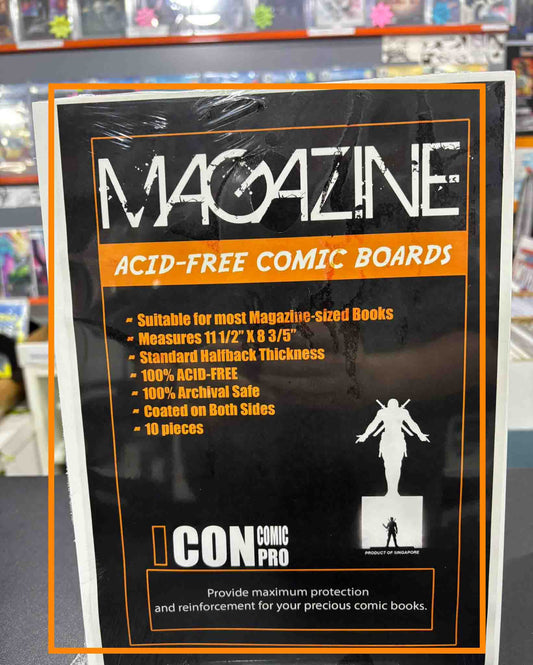 MAGAZINE
ACID-FREE COMIC BOARDS
- Suitable for most Magazine-sized Books
- Measures 11 1/2" X 8 3/5"
- Standard Halfback Thickness
- 100% ACID-FREE
- 100% Archival Safe
- Coated on Both Sides
- 10 pieces
PRODUCT OF SINGAPORE
ICON COMIC
PRO
Provide maximum protection
and reinforcement for your precious comic books.